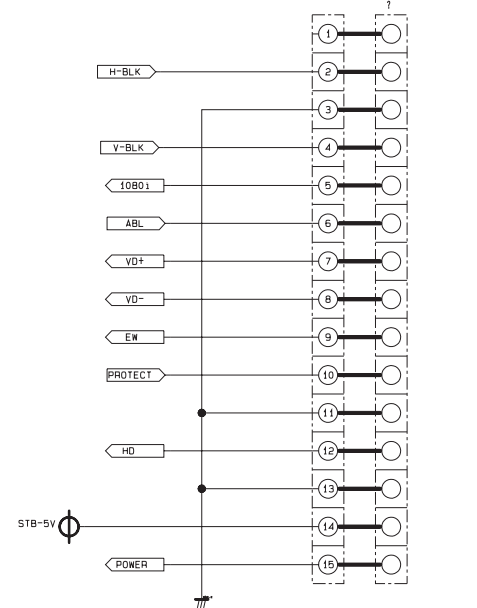 ?
1
H-BLK 2
3
V-BLK 4
1080i 5
ABL 6
VD+ 7
VD- 8
EW 9
PROTECT 10
11
HD 12
13
STB-5V 14
POWER 15